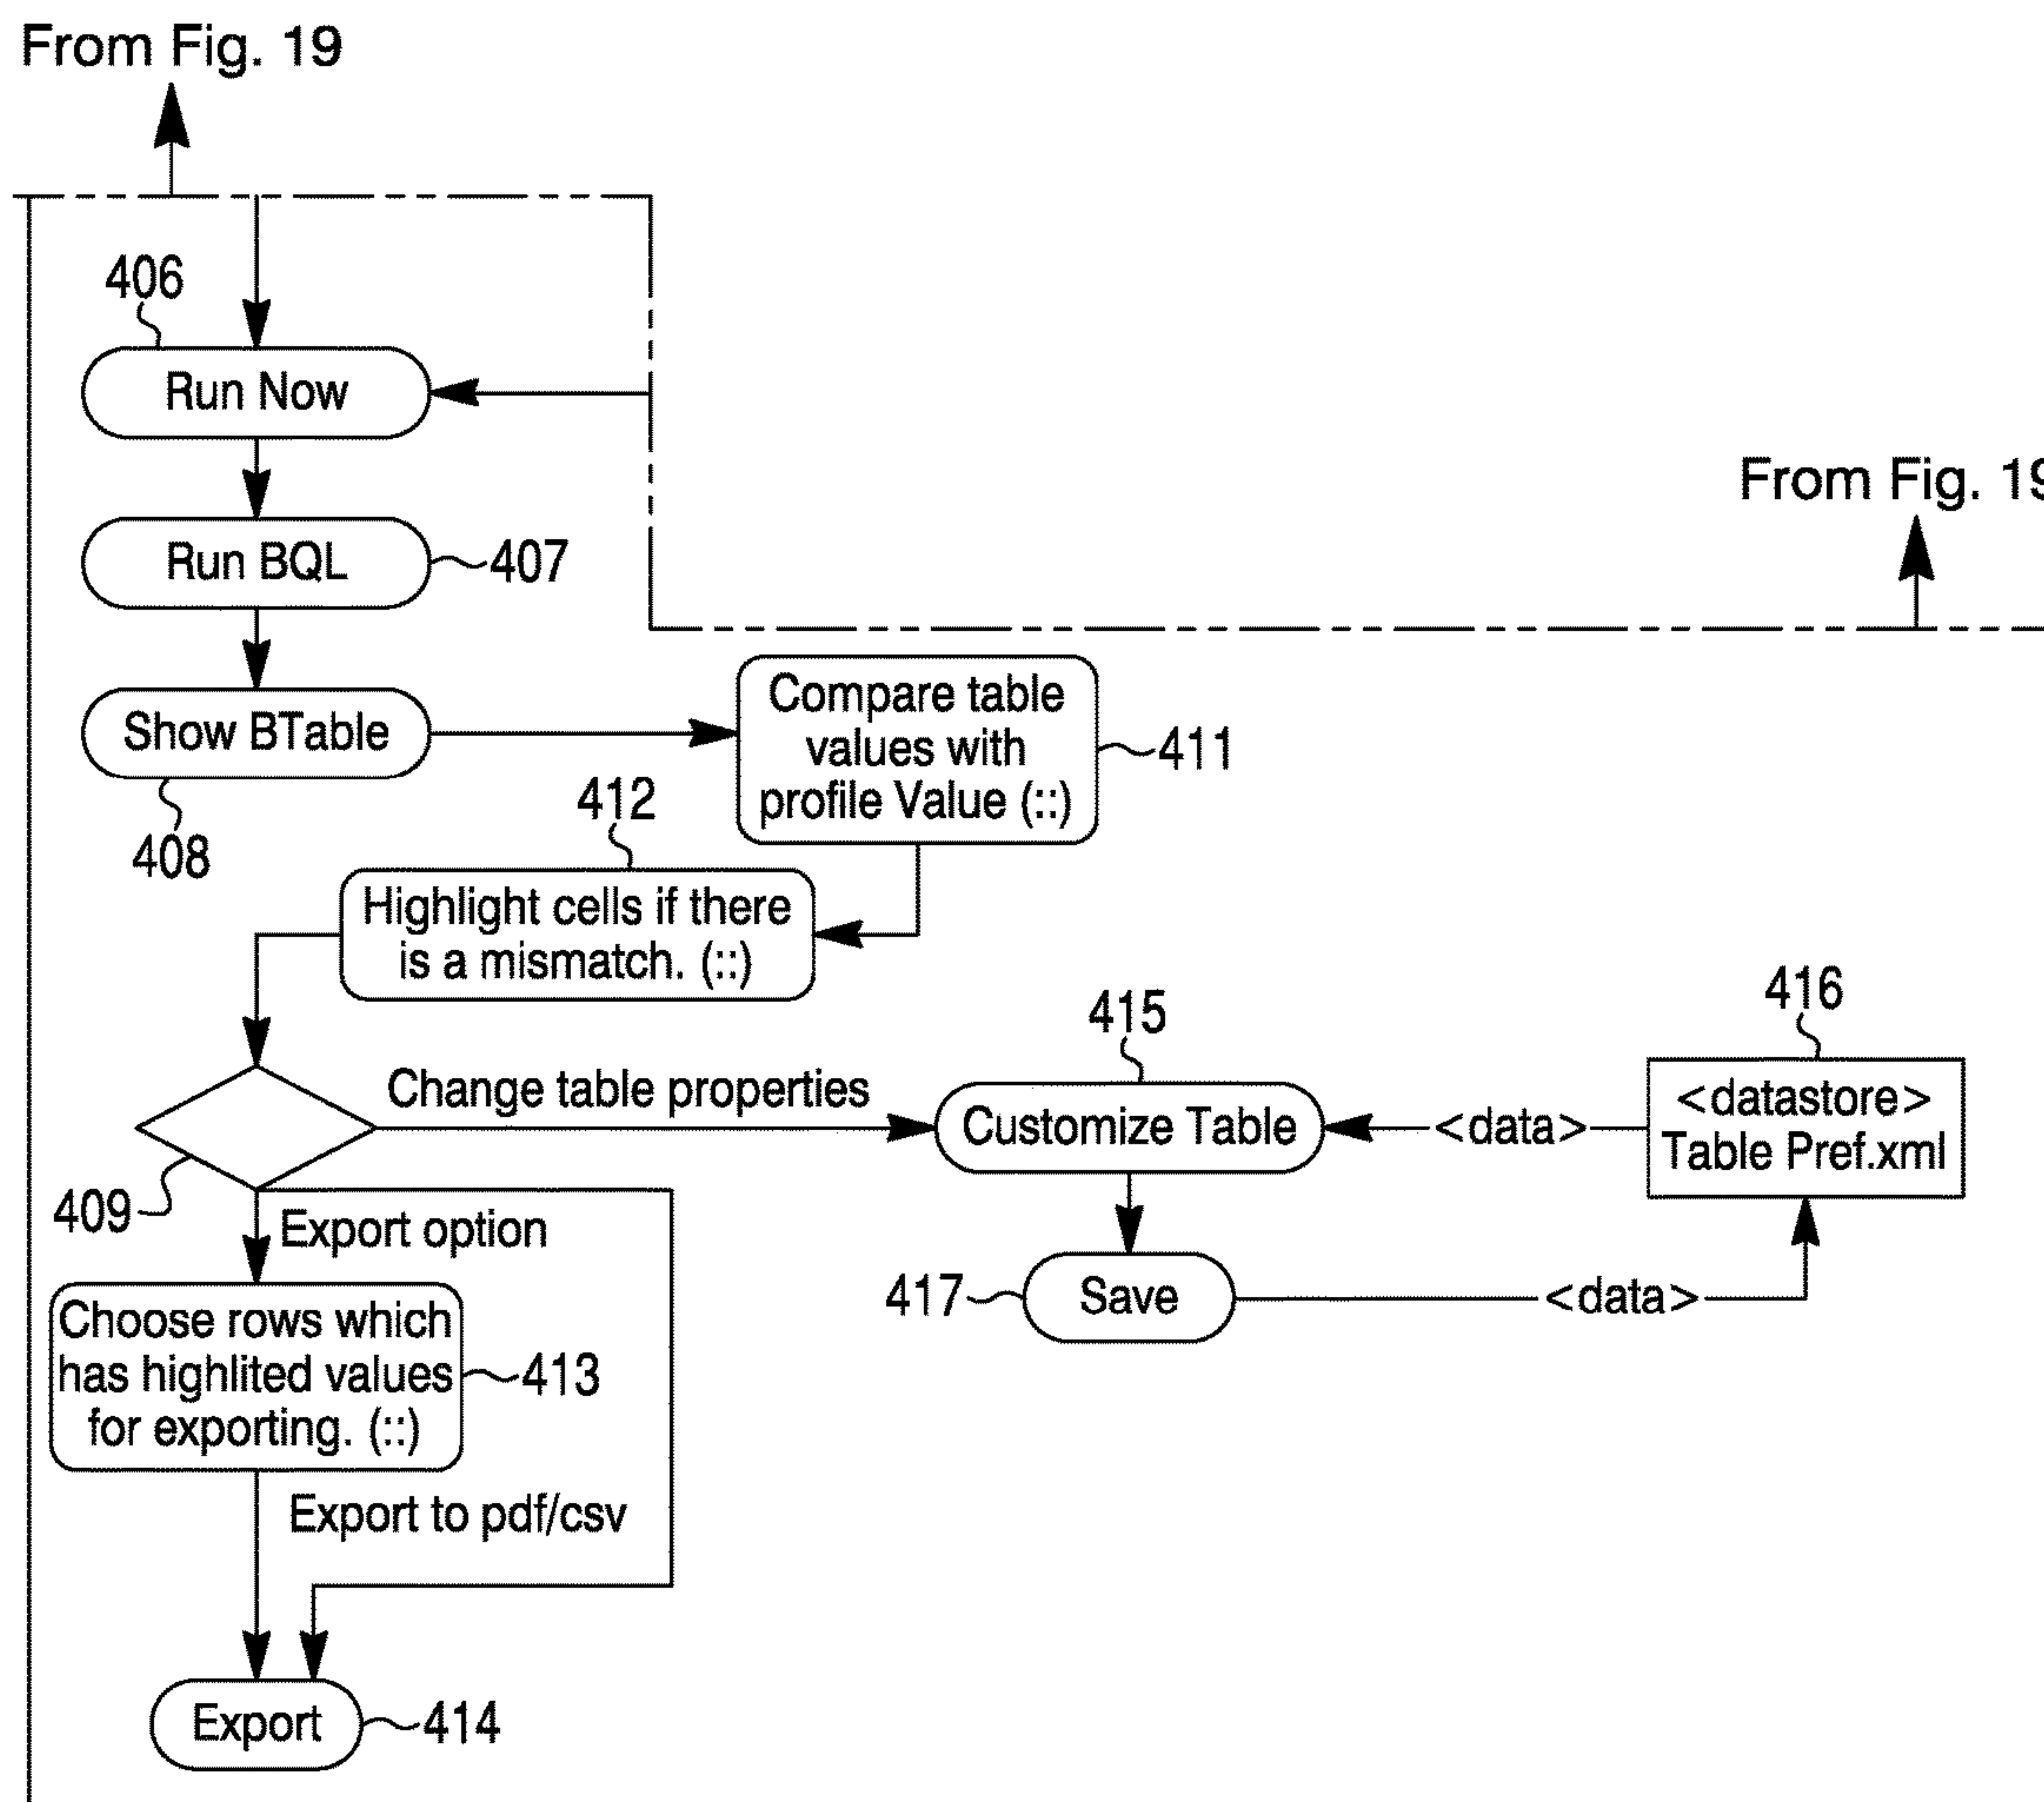 From Fig. 19
406
Run Now
Run BQL
407
From Fig. 19
Show BTable
408
Compare table
values with
profile Value (::)
411
412
Highlight cells if there
is a mismatch. (::)
409
Change table properties
415
Customize Table
<data>
416
<datastore>
Table Pref.xml
417
Save
<data>
Export option
Choose rows which
has highlited values
for exporting. (::)
413
Export to pdf/csv
Export
414